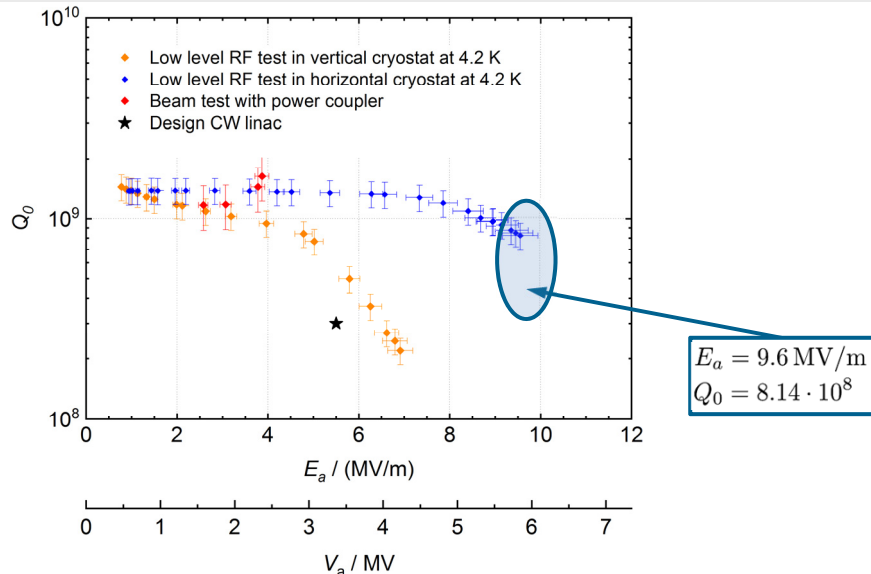 10^10
Low level RF test in vertical cryostat at 4.2 K
Low level RF test in horizontal cryostat at 4.2 K
Beam test with power coupler
Design CW linac
Q_0
10^9
10^8
E_a = 9.6 MV/m
Q_0 = 8.14 · 10^8
0 2 4 6 8 10 12
E_a / (MV/m)
0 1 2 3 4 5 6 7
V_a / MV